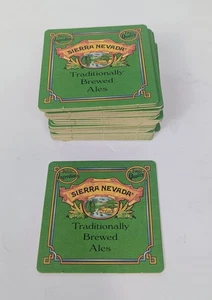 SIERRA NEVADA
Traditionally
Brewed
Ales
SIERRA NEVADA
Traditionally
Brewed
Ales